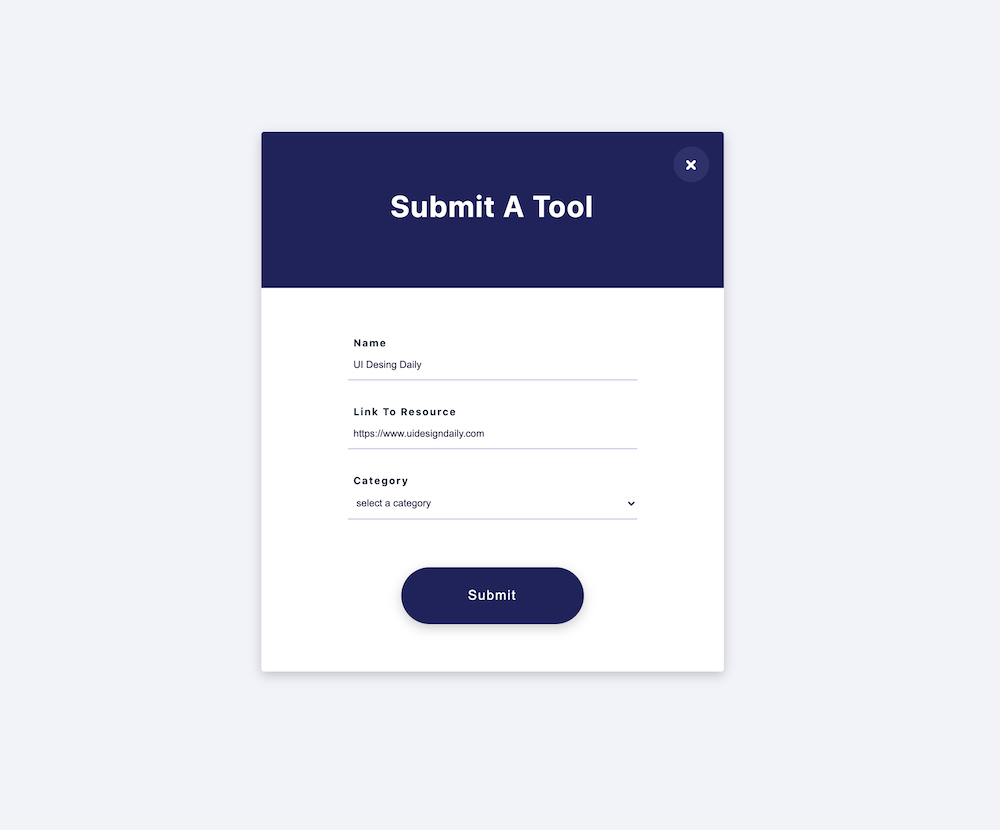 Submit A Tool
Name
UI Desing Daily
Link To Resource
https://www.uidesigndaily.com
Category
select a category
Submit